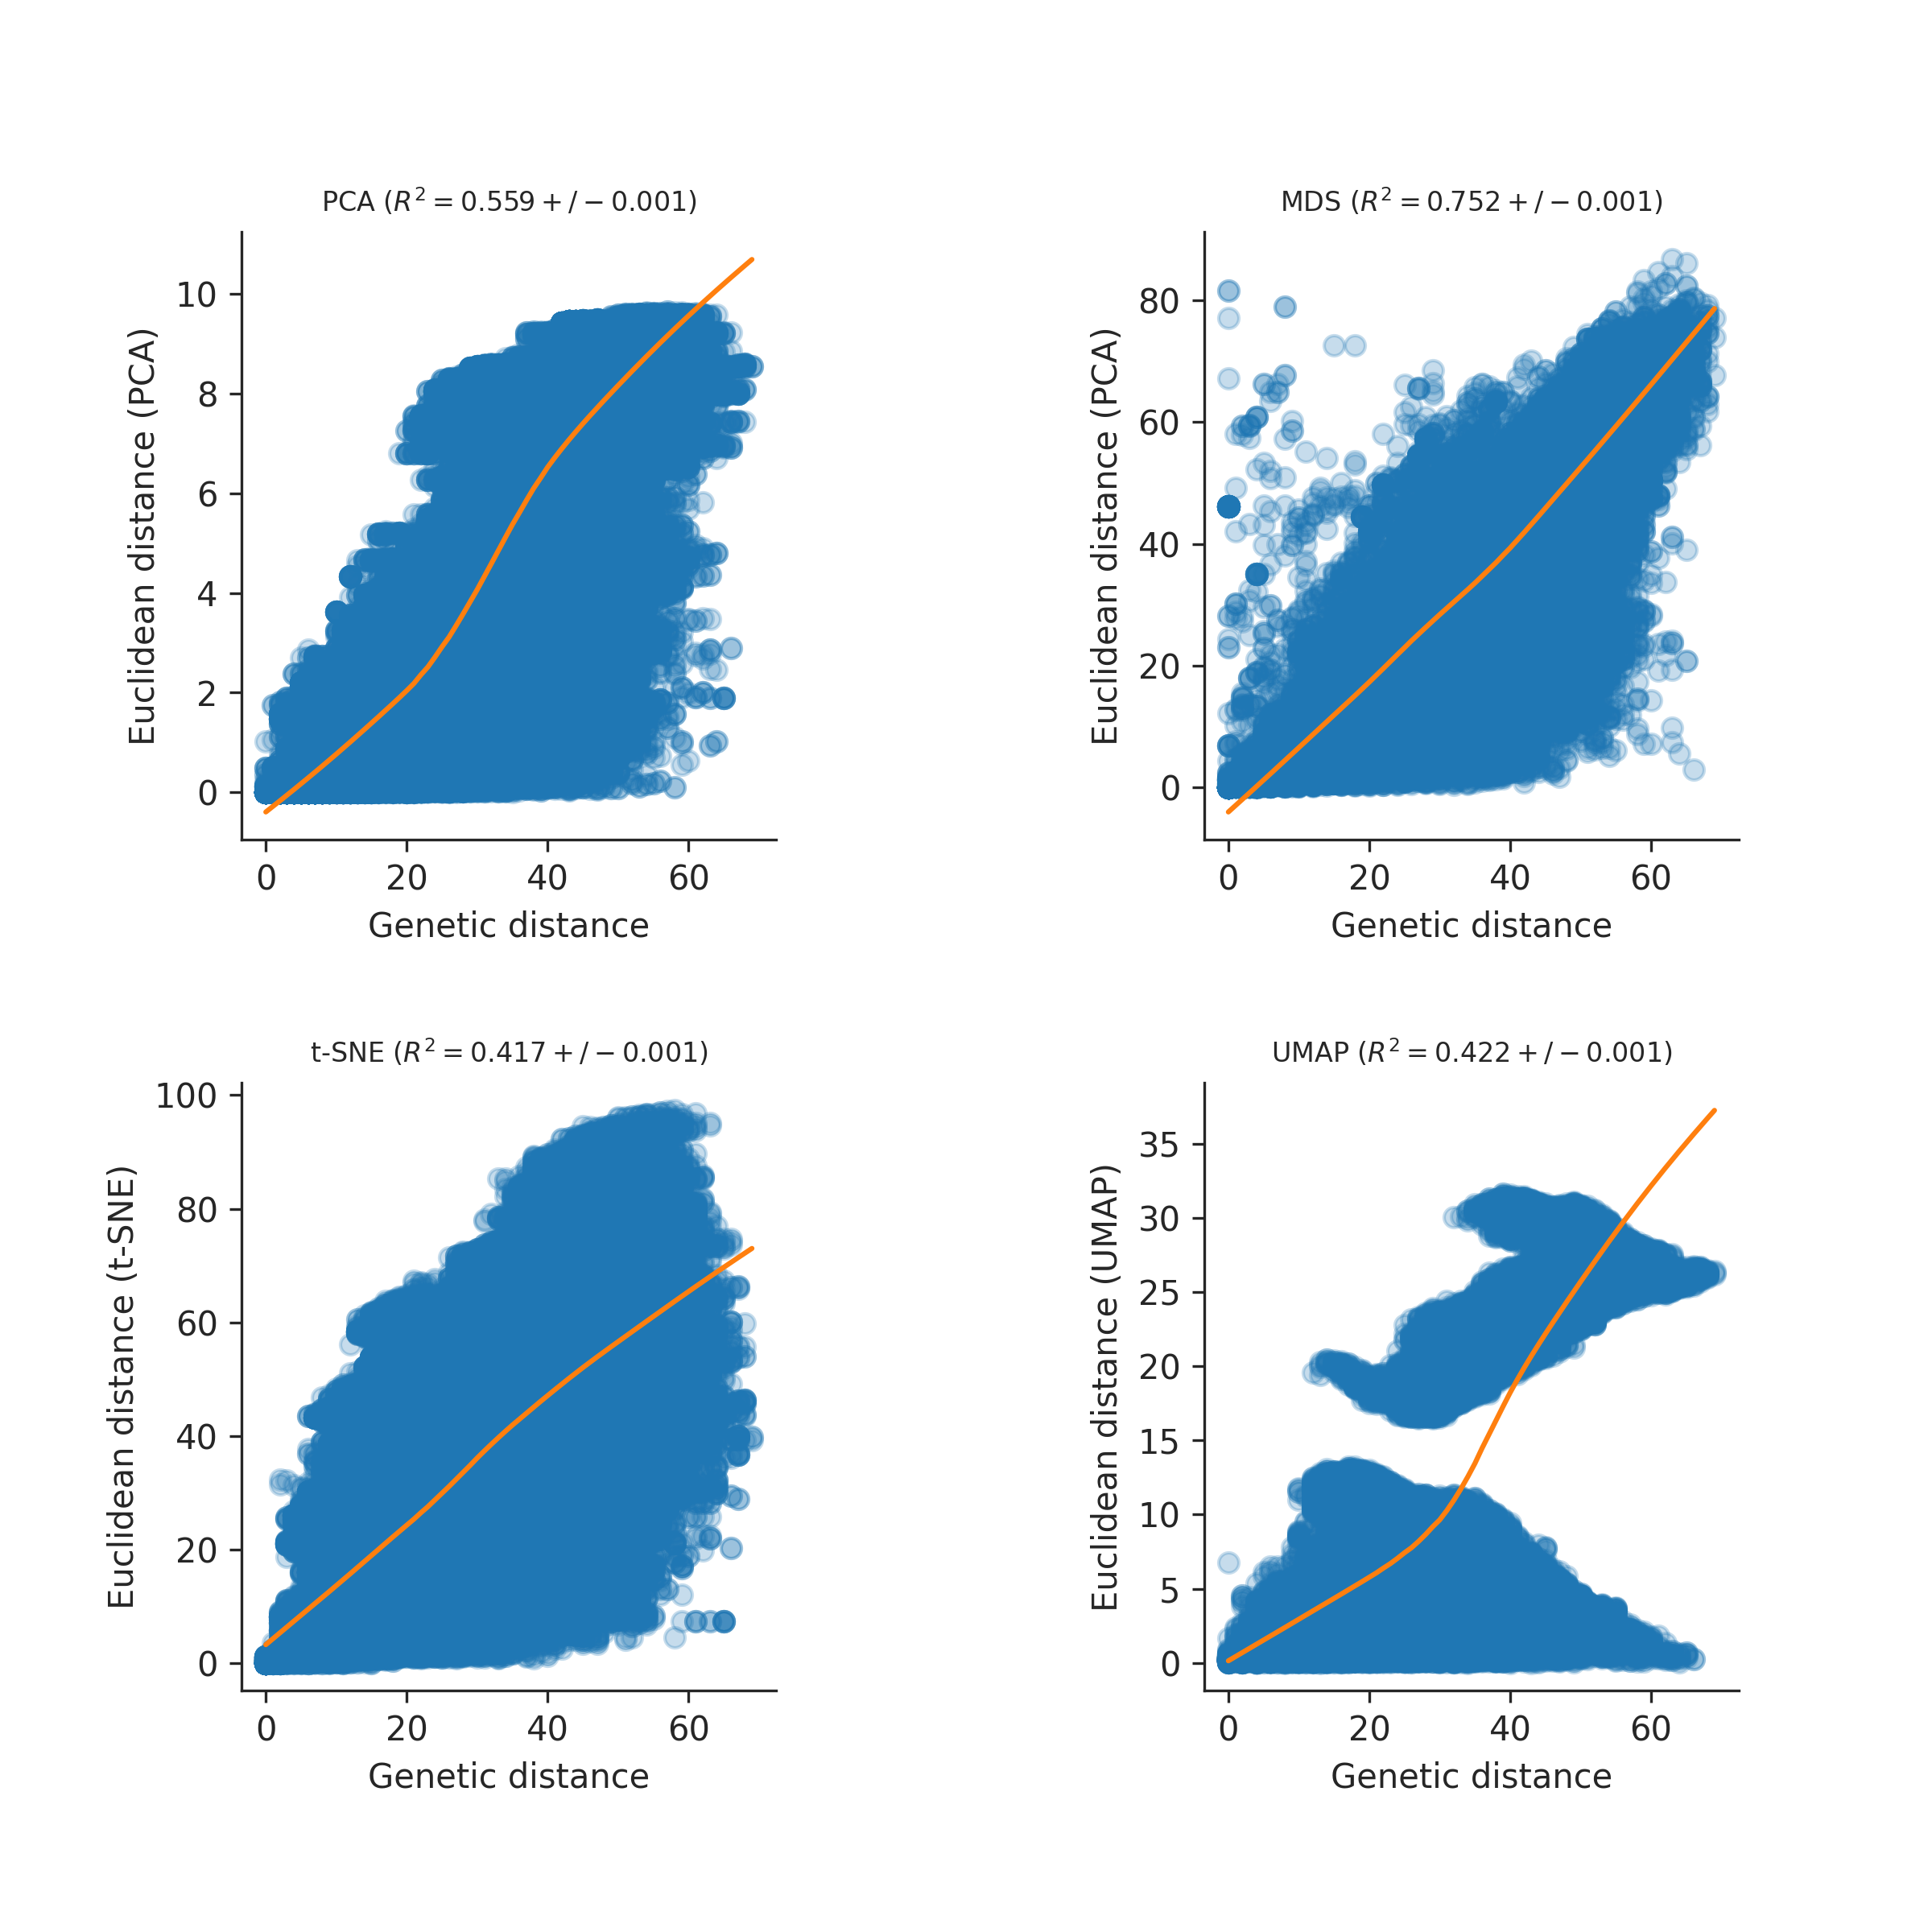 PCA (R² = 0.559 + / − 0.001)
Euclidean distance (PCA)
10
8
6
4
2
0
0 20 40 60
Genetic distance
MDS (R² = 0.752 + / − 0.001)
Euclidean distance (PCA)
80
60
40
20
0
0 20 40 60
Genetic distance
t-SNE (R² = 0.417 + / − 0.001)
Euclidean distance (t-SNE)
100
80
60
40
20
0
0 20 40 60
Genetic distance
UMAP (R² = 0.422 + / − 0.001)
Euclidean distance (UMAP)
35
30
25
20
15
10
5
0
0 20 40 60
Genetic distance